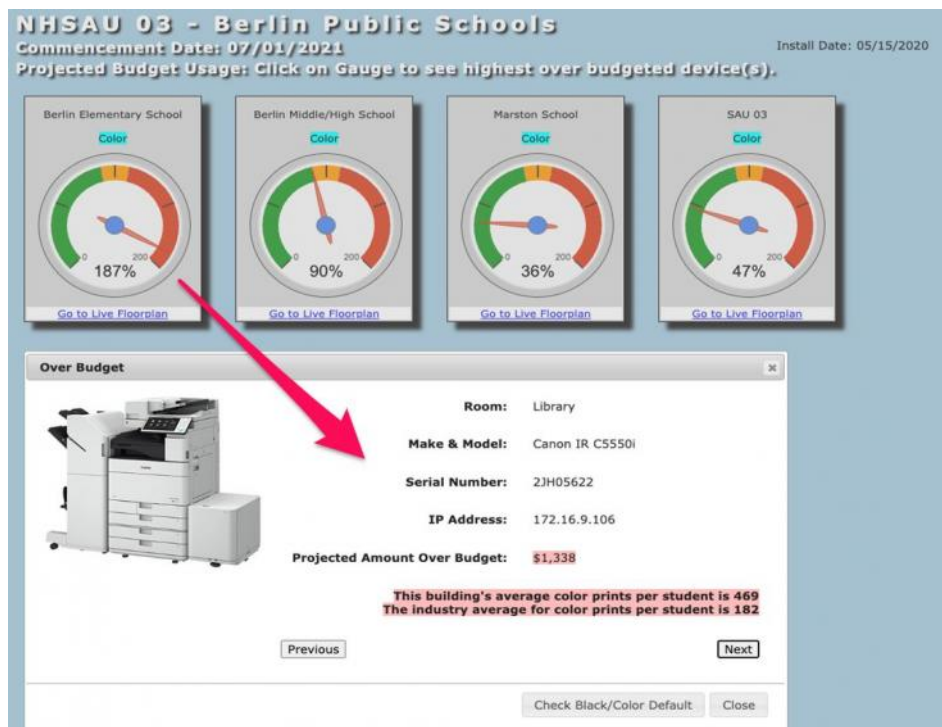 NHSAU 03 - Berlin Public Schools
Commencement Date: 07/01/2021
Install Date: 05/15/2020
Projected Budget Usage: Click on Gauge to see highest over budgeted device(s).
Berlin Elementary School
Color
0 200
187%
Go to Live Floorplan
Berlin Middle/High School
Color
0 200
90%
Go to Live Floorplan
Marston School
Color
0 200
36%
Go to Live Floorplan
SAU 03
Color
0 200
47%
Go to Live Floorplan
Over Budget
Room: Library
Make & Model: Canon IR C5550i
Serial Number: 2JH05622
IP Address: 172.16.9.106
Projected Amount Over Budget: $1,338
This building's average color prints per student is 469
The industry average for color prints per student is 182
Previous Next
Check Black/Color Default Close